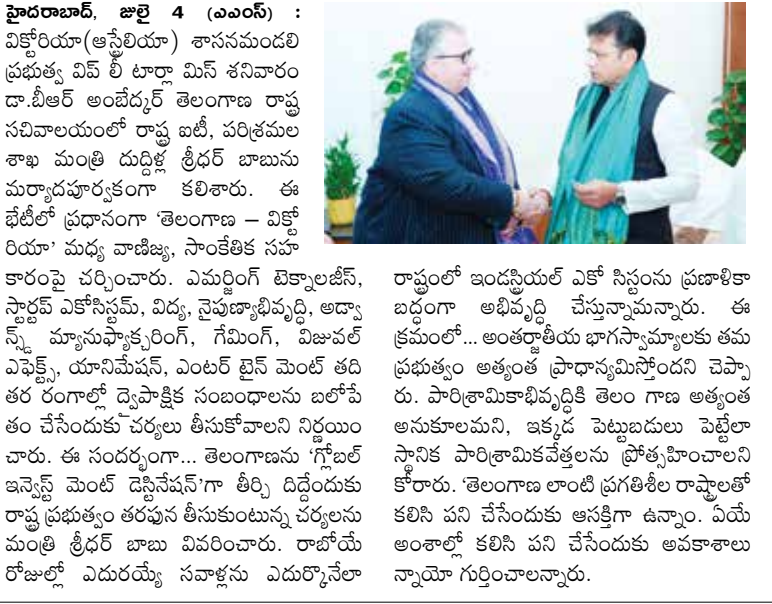 హైదరాబాద్, జులై 4 (ఎఎంస్) :
విక్టోరియా(ఆస్ట్రేలియా) శాసనమండలి
ప్రభుత్వ విప్ లీ టార్లా మిస్ శనివారం
డా.బీఆర్ అంబేద్కర్ తెలంగాణ రాష్ట్ర
సచివాలయంలో రాష్ట్ర ఐటీ, పరిశ్రమల
శాఖ మంత్రి దుద్దిళ్ల శ్రీధర్ బాబును
మర్యాదపూర్వకంగా కలిశారు. ఈ
భేటీలో ప్రధానంగా ‘తెలంగాణ – విక్టో
రియా’ మధ్య వాణిజ్య, సాంకేతిక సహ
కారంపై చర్చించారు. ఎమర్జింగ్ టెక్నాలజీస్,
స్టార్టప్ ఎకోసిస్టమ్, విద్య, నైపుణ్యాభివృద్ధి, అడ్వా
న్స్డ్ మ్యానుఫ్యాక్చరింగ్, గేమింగ్, విజువల్
ఎఫెక్ట్స్, యానిమేషన్, ఎంటర్ టైన్ మెంట్ తది
తర రంగాల్లో ద్వైపాక్షిక సంబంధాలను బలోపే
తం చేసేందుకు చర్యలు తీసుకోవాలని నిర్ణయిం
చారు. ఈ సందర్భంగా... తెలంగాణను ‘గ్లోబల్
ఇన్వెస్ట్ మెంట్ డెస్టినేషన్’గా తీర్చి దిద్దేందుకు
రాష్ట్ర ప్రభుత్వం తరఫున తీసుకుంటున్న చర్యలను
మంత్రి శ్రీధర్ బాబు వివరించారు. రాబోయే
రోజుల్లో ఎదురయ్యే సవాళ్లను ఎదుర్కొనేలా
రాష్ట్రంలో ఇండస్ట్రియల్ ఎకో సిస్టంను ప్రణాళికా
బద్ధంగా అభివృద్ధి చేస్తున్నామన్నారు. ఈ
క్రమంలో... అంతర్జాతీయ భాగస్వామ్యాలకు తమ
ప్రభుత్వం అత్యంత ప్రాధాన్యమిస్తోందని చెప్పా
రు. పారిశ్రామికాభివృద్ధికి తెలం గాణ అత్యంత
అనుకూలమని, ఇక్కడ పెట్టుబడులు పెట్టేలా
స్థానిక పారిశ్రామికవేత్తలను ప్రోత్సహించాలని
కోరారు. ‘తెలంగాణ లాంటి ప్రగతిశీల రాష్ట్రాలతో
కలిసి పని చేసేందుకు ఆసక్తిగా ఉన్నాం. ఏయే
అంశాల్లో కలిసి పని చేసేందుకు అవకాశాలు
న్నాయో గుర్తించాలన్నారు.